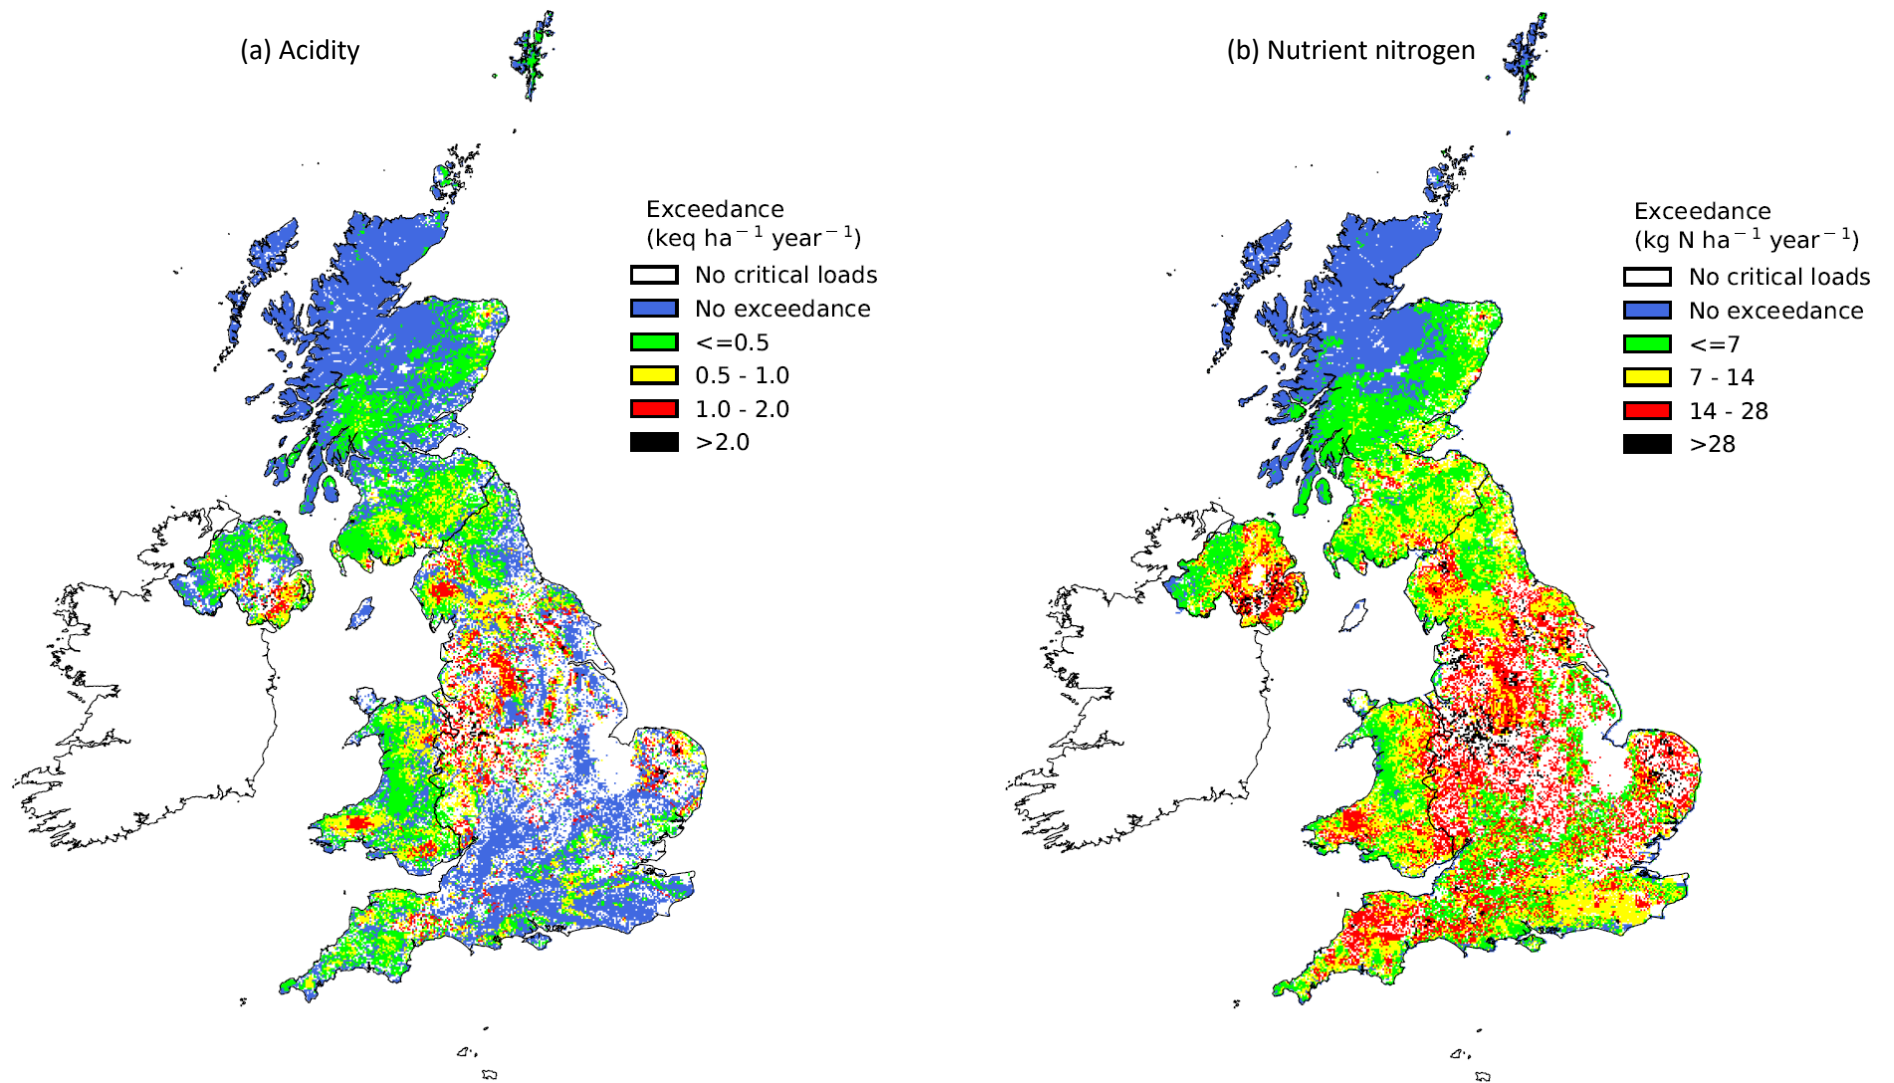 (a) Acidity
Exceedance
(keq ha⁻¹ year⁻¹)
No critical loads
No exceedance
<=0.5
0.5 - 1.0
1.0 - 2.0
>2.0
(b) Nutrient nitrogen
Exceedance
(kg N ha⁻¹ year⁻¹)
No critical loads
No exceedance
<=7
7 - 14
14 - 28
>28